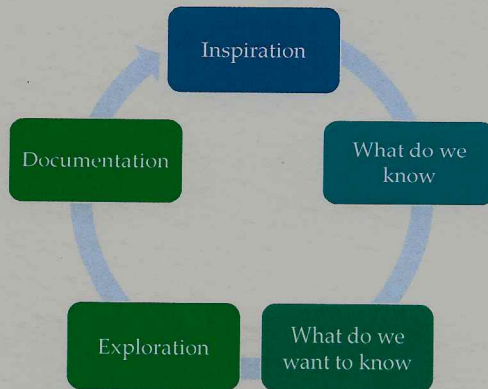 Inspiration
What do we
know
What do we
want to know
Exploration
Documentation